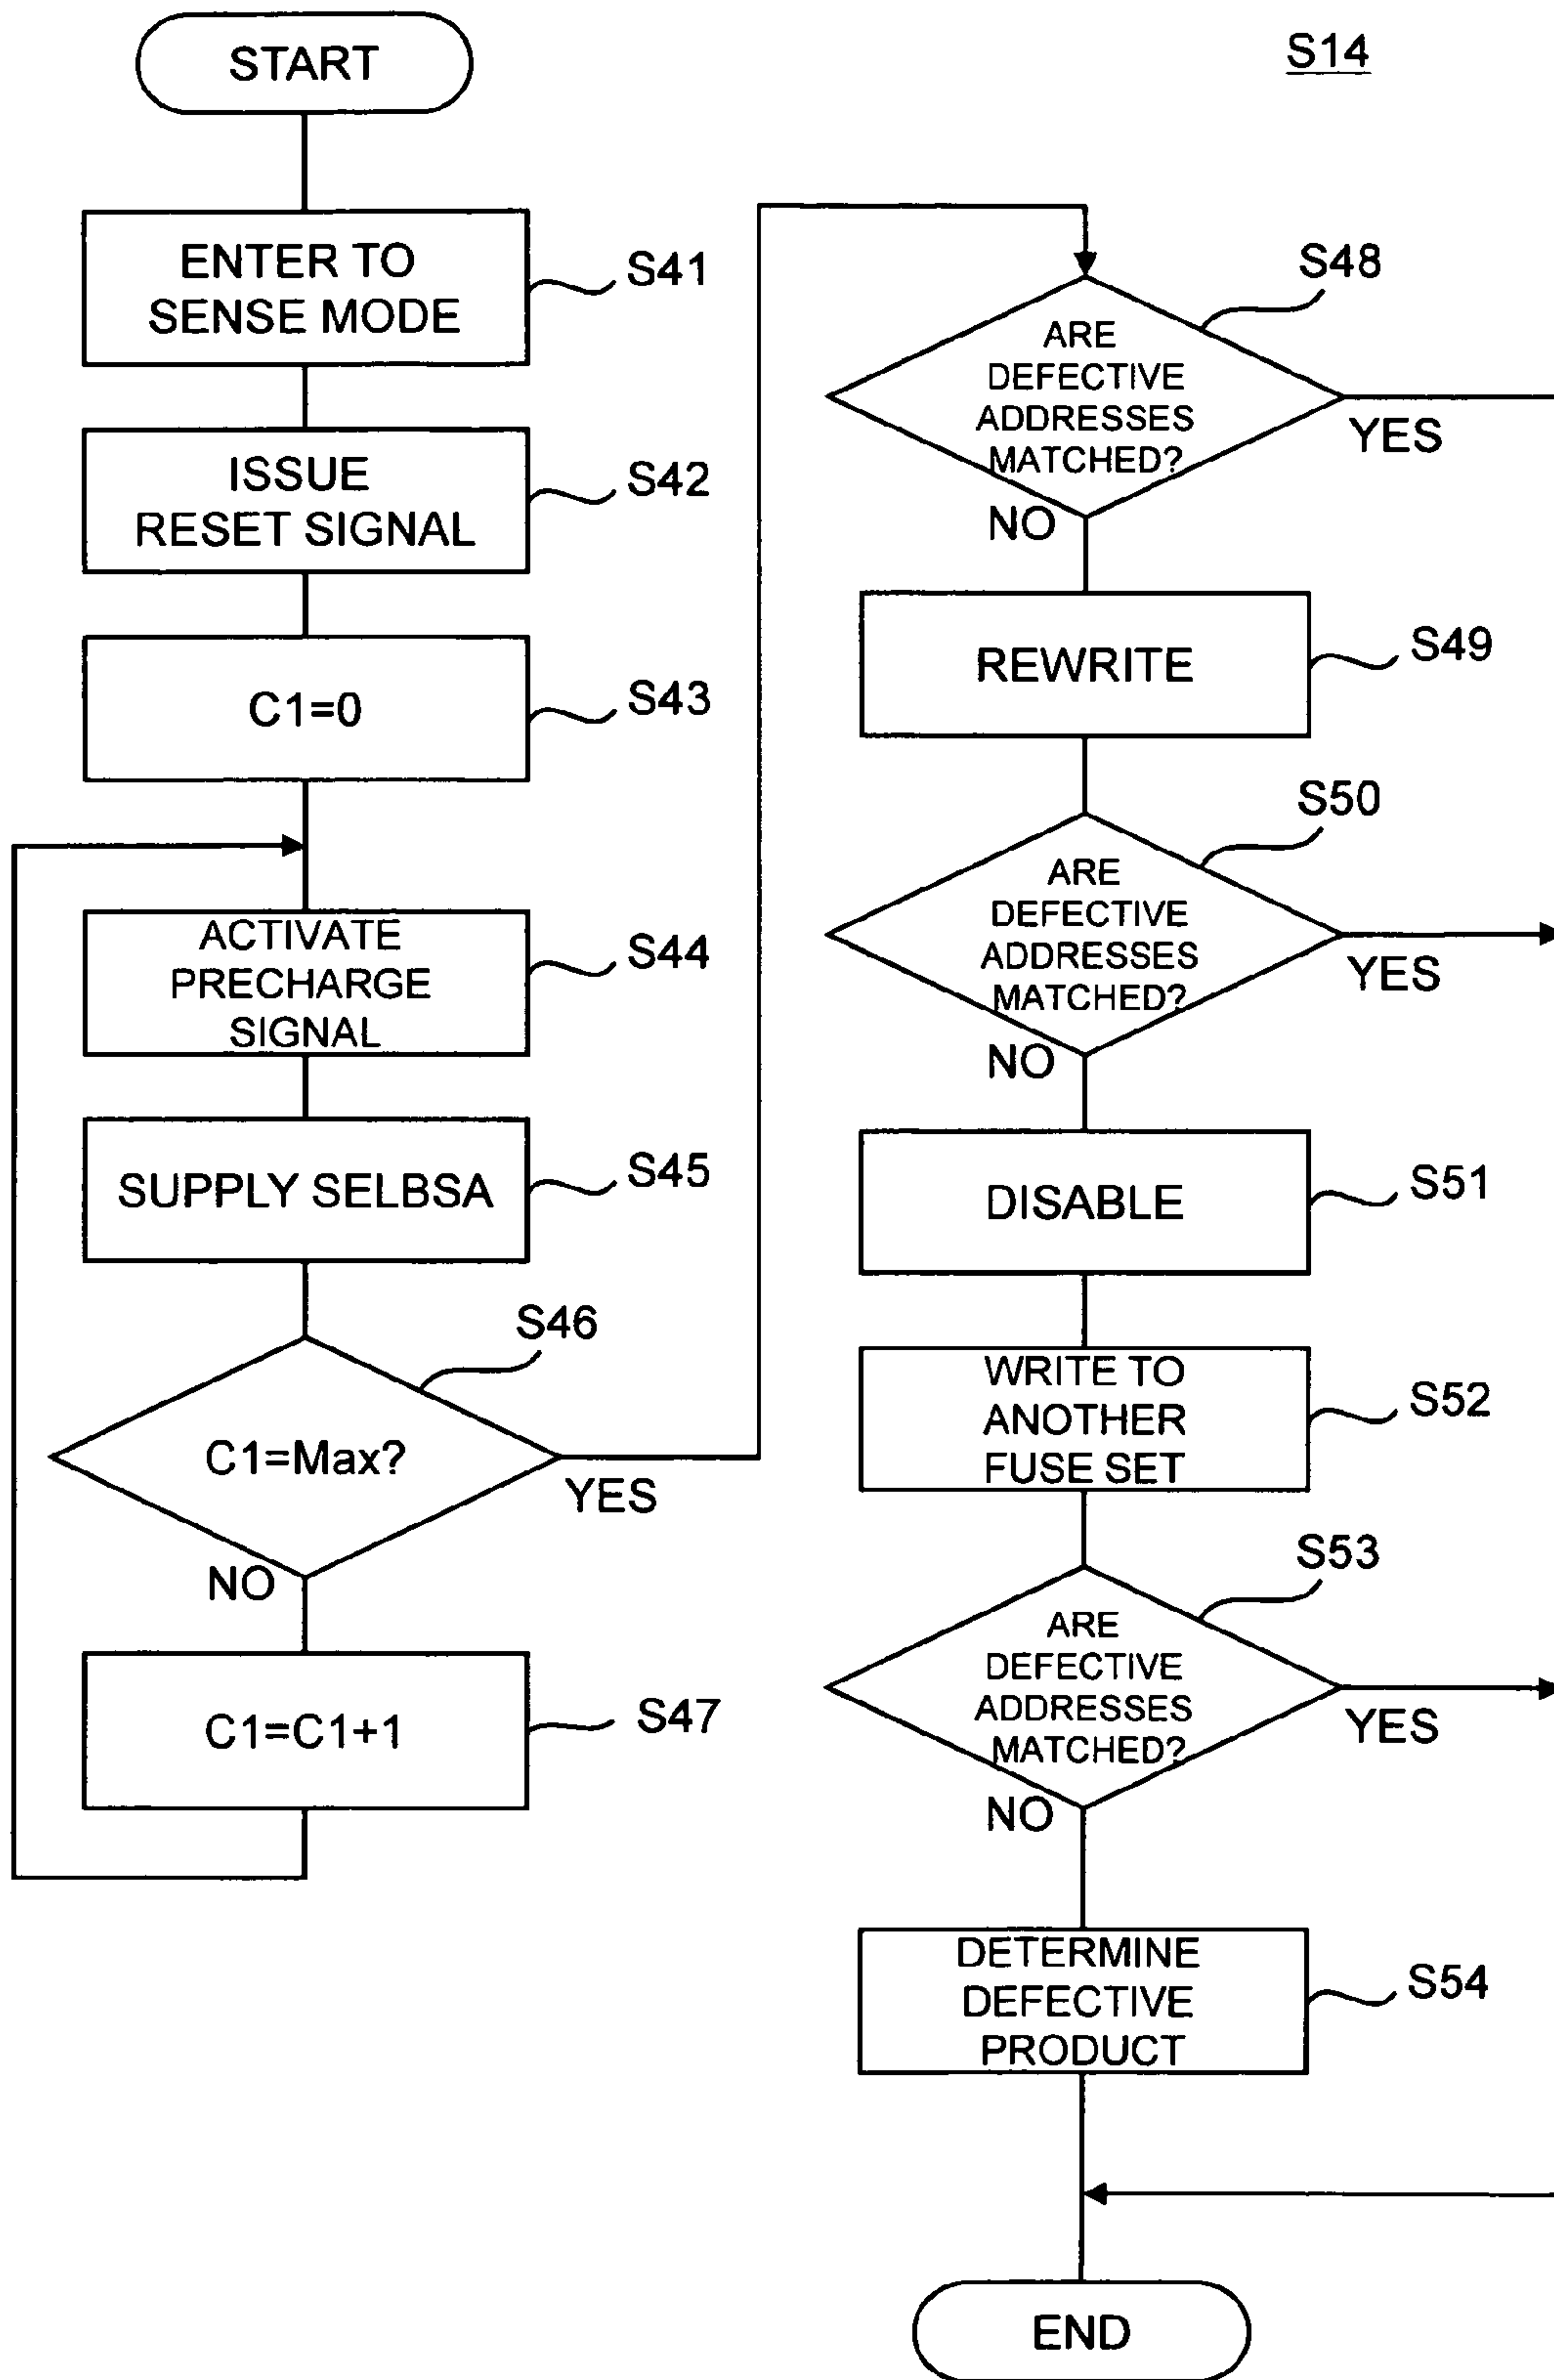 S14
START
ENTER TO
SENSE MODE
S41
ISSUE
RESET SIGNAL
S42
C1=0
S43
ACTIVATE
PRECHARGE
SIGNAL
S44
SUPPLY SELBSA
S45
S46
C1=Max?
YES
NO
C1=C1+1
S47
S48
ARE
DEFECTIVE
ADDRESSES
MATCHED?
YES
NO
REWRITE
S49
S50
ARE
DEFECTIVE
ADDRESSES
MATCHED?
YES
NO
DISABLE
S51
WRITE TO
ANOTHER
FUSE SET
S52
S53
ARE
DEFECTIVE
ADDRESSES
MATCHED?
YES
NO
DETERMINE
DEFECTIVE
PRODUCT
S54
END